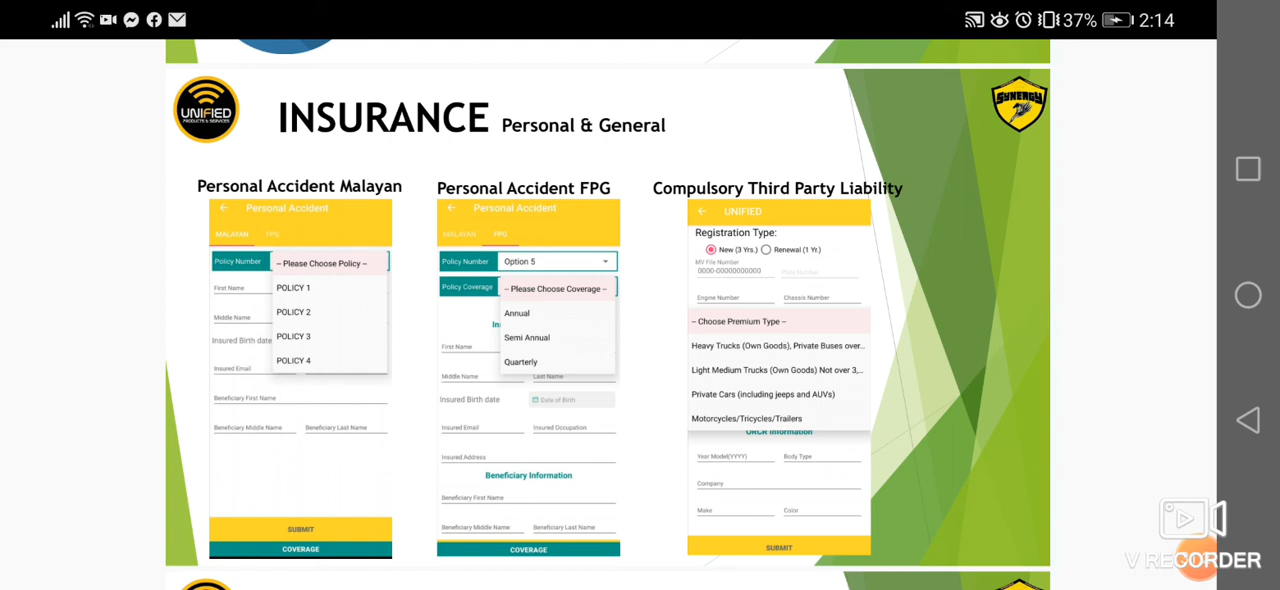 37% 2:14
UNIFIED
PRODUCTS & SERVICES
INSURANCE Personal & General
SYNERGY
Personal Accident Malayan
Personal Accident
MALAYAN FPG
Policy Number
-- Please Choose Policy --
POLICY 1
POLICY 2
POLICY 3
POLICY 4
First Name
Middle Name
Insured Birth date
Insured Email
Beneficiary First Name
Beneficiary Middle Name Beneficiary Last Name
SUBMIT
COVERAGE
Personal Accident FPG
Personal Accident
MALAYAN FPG
Policy Number Option 5
Policy Coverage -- Please Choose Coverage --
Annual
Semi Annual
Quarterly
In
First Name
Middle Name Last Name
Insured Birth date Date of Birth
Insured Email Insured Occupation
Insured Address
Beneficiary Information
Beneficiary First Name
Beneficiary Middle Name Beneficiary Last Name
COVERAGE
Compulsory Third Party Liability
UNIFIED
Registration Type:
New (3 Yrs.) Renewal (1 Yr.)
MV File Number
0000-00000000000 Plate Number
Engine Number Chassis Number
-- Choose Premium Type --
Heavy Trucks (Own Goods), Private Buses over...
Light Medium Trucks (Own Goods) Not over 3,...
Private Cars (including jeeps and AUVs)
Motorcycles/Tricycles/Trailers
ORCR Information
Year Model(YYYY) Body Type
Company
Make Color
SUBMIT
V RECORDER